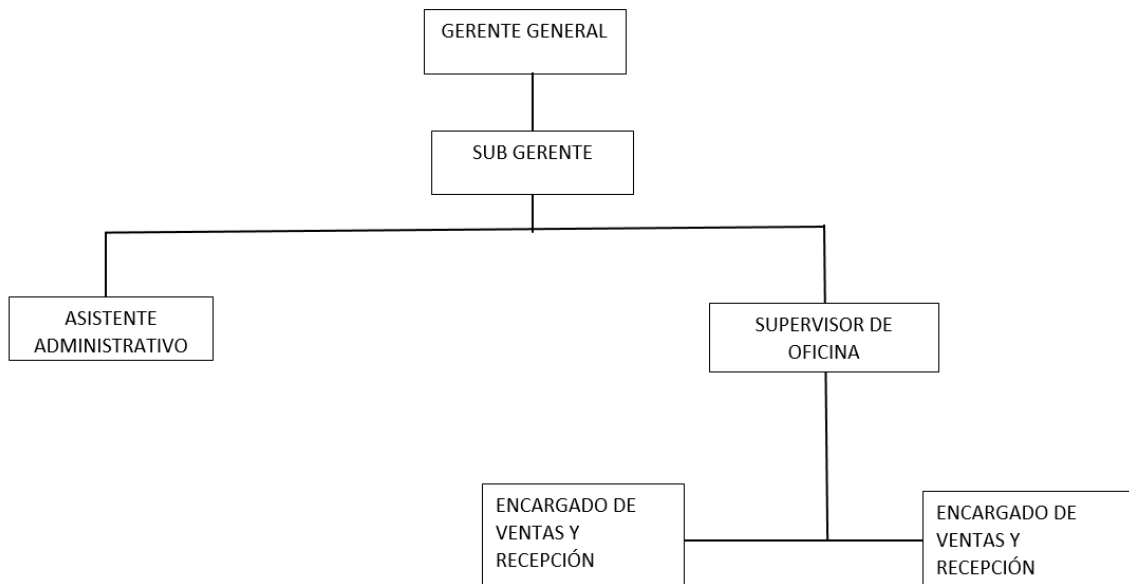 GERENTE GENERAL
SUB GERENTE
ASISTENTE
ADMINISTRATIVO
SUPERVISOR DE
OFICINA
ENCARGADO DE
VENTAS Y
RECEPCIÓN
ENCARGADO DE
VENTAS Y
RECEPCIÓN